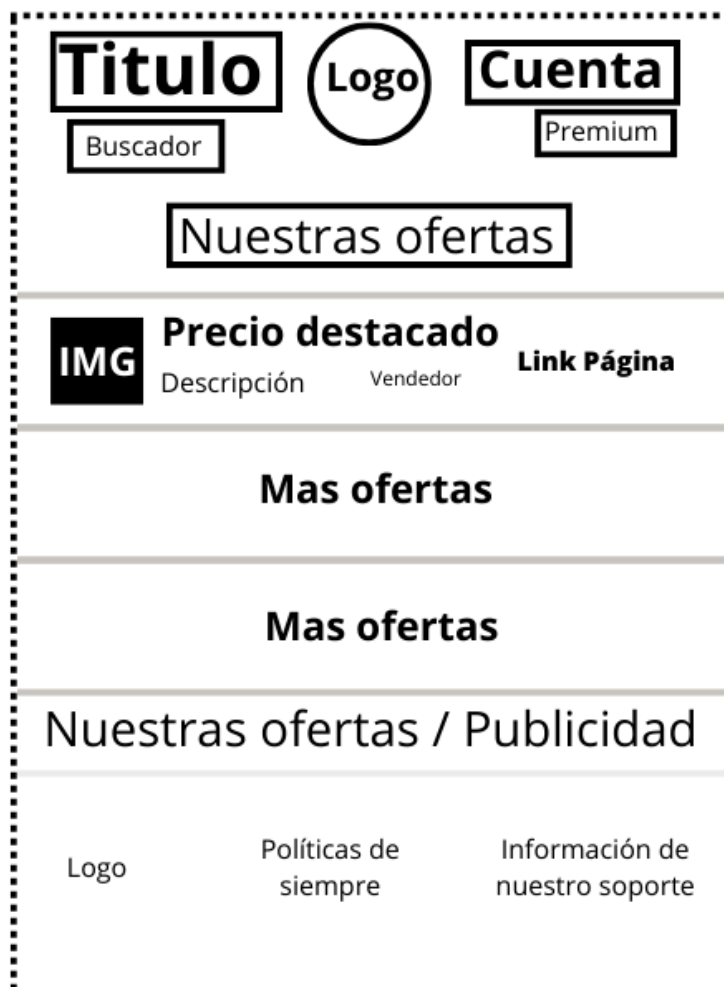 Titulo
Logo
Cuenta
Buscador
Premium
Nuestras ofertas
IMG
Precio destacado
Descripción
Vendedor
Link Página
Mas ofertas
Mas ofertas
Nuestras ofertas / Publicidad
Logo
Políticas de
siempre
Información de
nuestro soporte